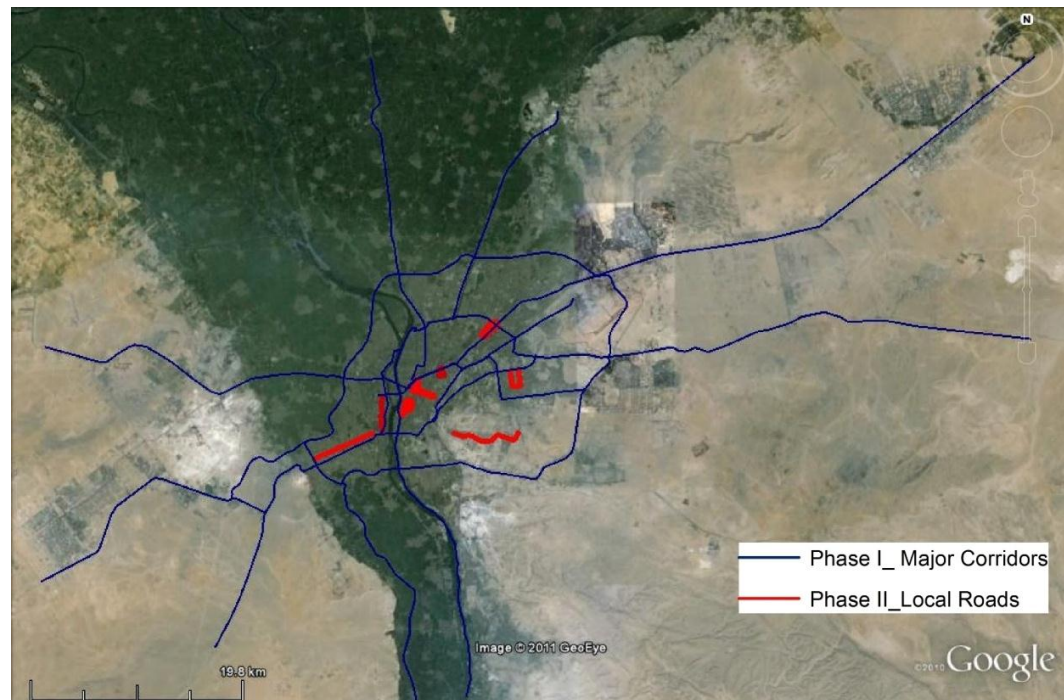 N
Phase I_ Major Corridors
Phase II_Local Roads
Image © 2011 GeoEye
19.8 km
©2010 Google